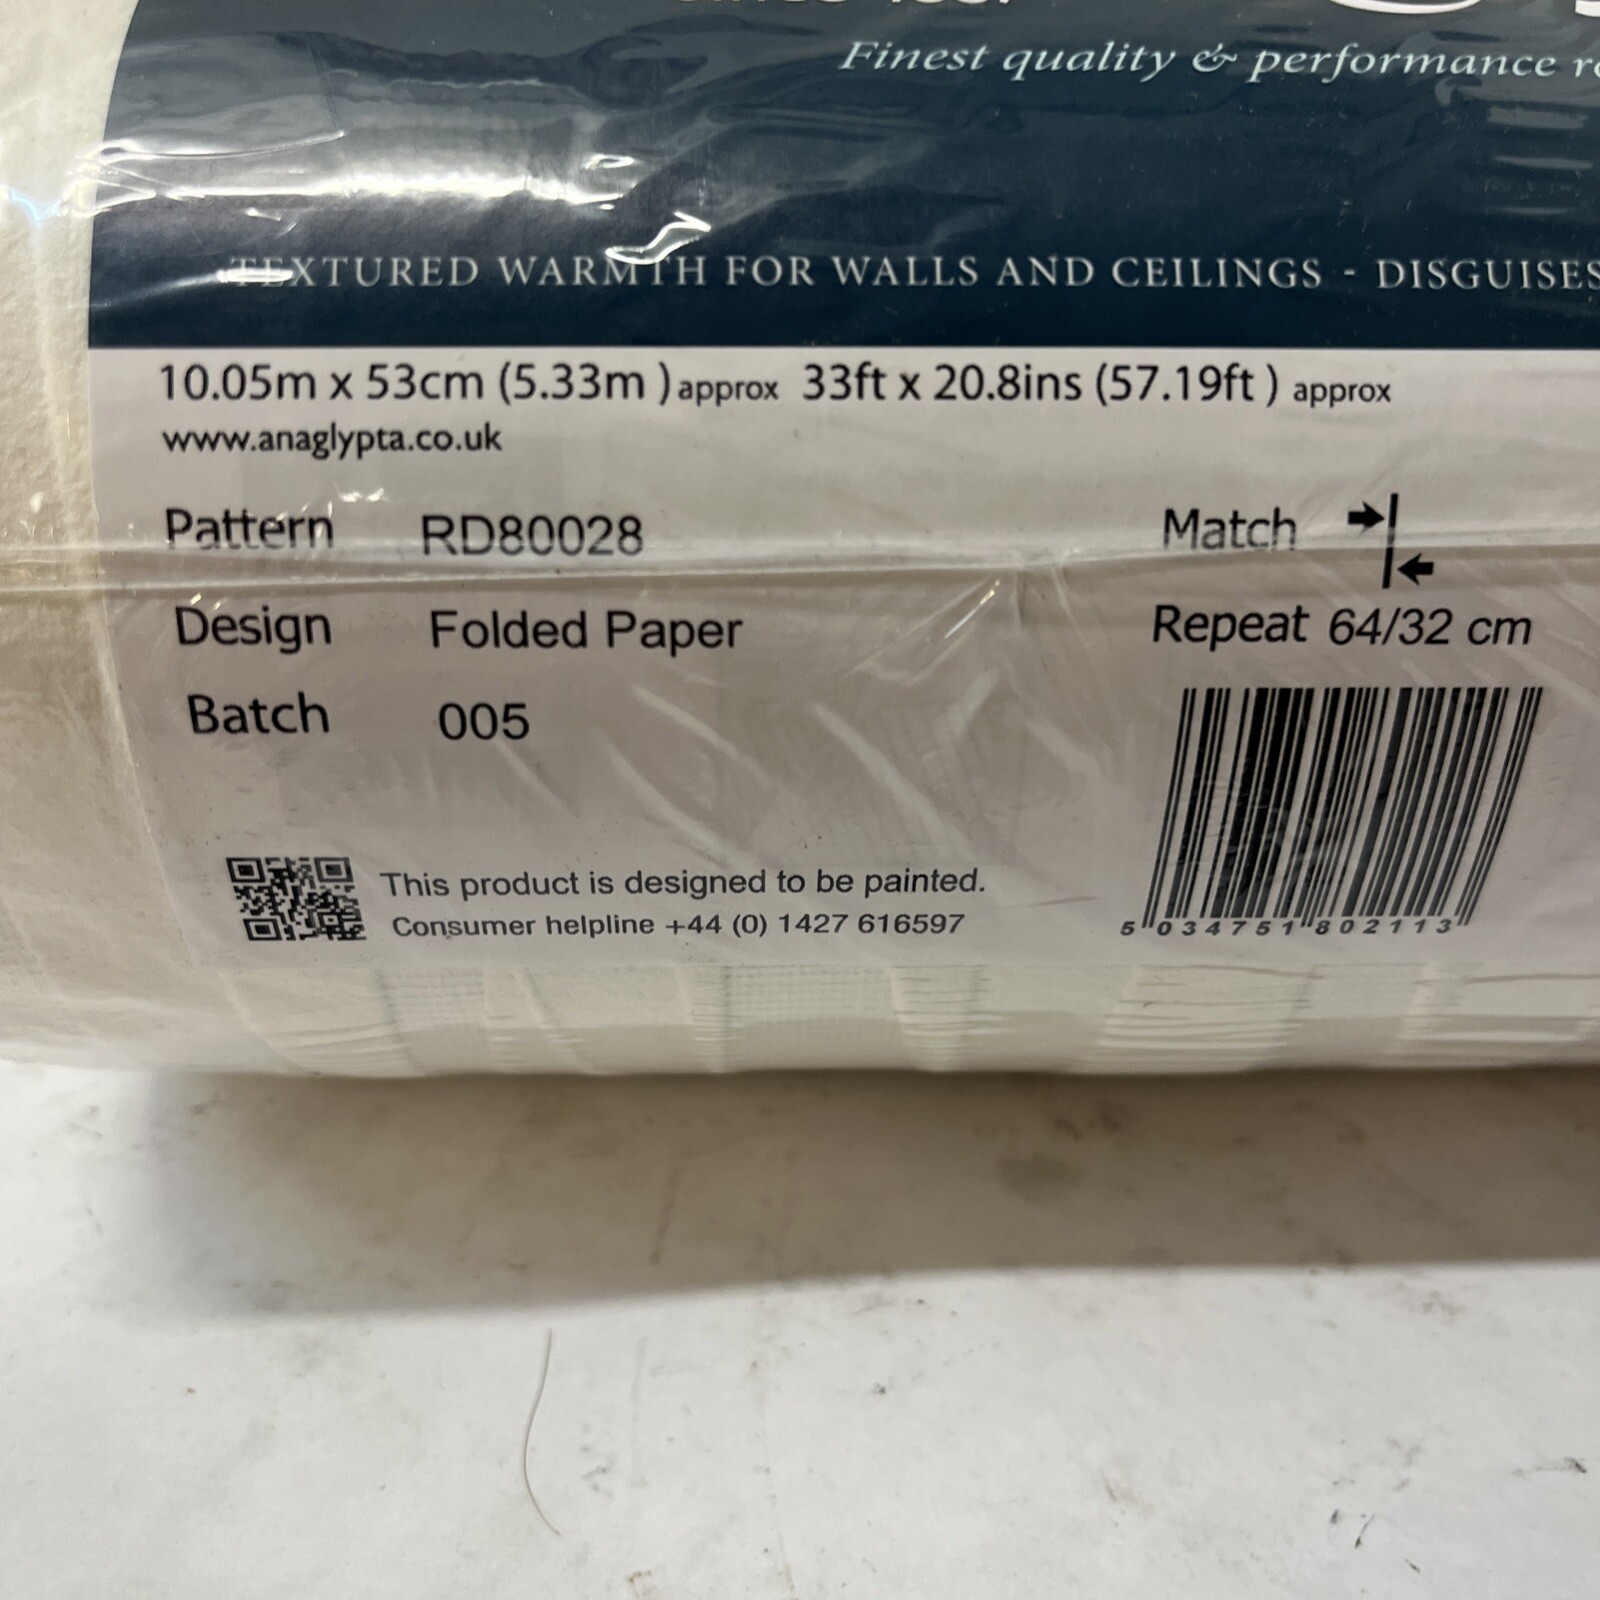 Finest quality & performance
TEXTURED WARMTH FOR WALLS AND CEILINGS - DISGUISES
10.05m x 53cm (5.33m ) approx 33ft x 20.8ins (57.19ft ) approx
www.anaglypta.co.uk
Pattern RD80028
Match
Design Folded Paper
Repeat 64/32 cm
Batch 005
This product is designed to be painted.
Consumer helpline +44 (0) 1427 616597
5 034751 802113